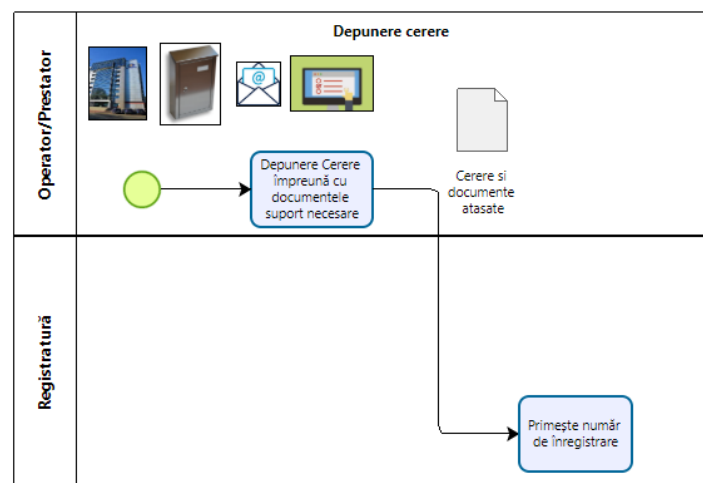 Depunere cerere
Operator/Prestator
Depunere Cerere
împreună cu
documentele
suport necesare
Cerere si
documente
atasate
Registratură
Primește număr
de înregistrare